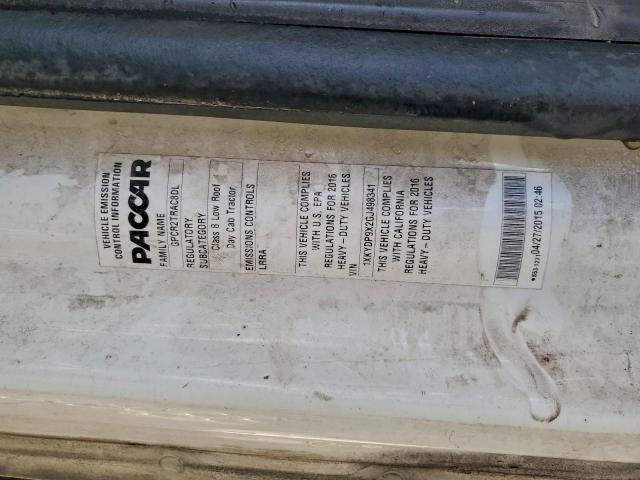 VEHICLE EMISSION
CONTROL INFORMATION
PACCAR
FAMILY NAME
GPCR2TRAC8DL
REGULATORY
SUBCATEGORY
Class 8 Low Roof
Day Cab Tractor
EMISSIONS CONTROLS
LRRA
THIS VEHICLE COMPLIES
WITH U.S. EPA
REGULATIONS FOR 2016
HEAVY-DUTY VEHICLES.
VIN
1XKYDP9X2GJ498341
THIS VEHICLE COMPLIES
WITH CALIFORNIA
REGULATIONS FOR 2016
HEAVY-DUTY VEHICLES
04/27/2015 02:46